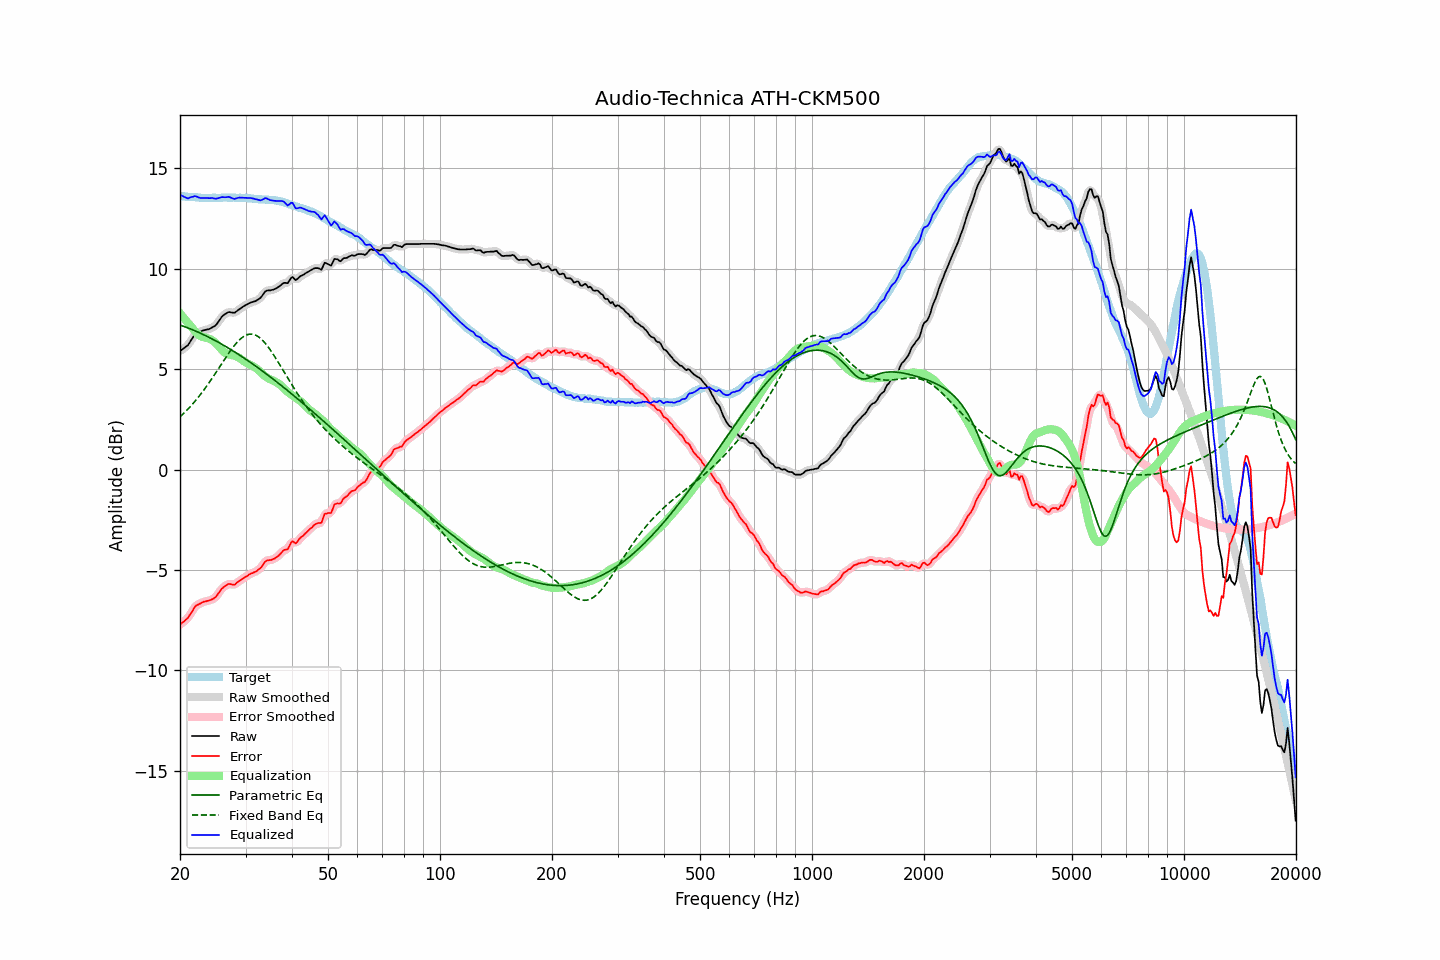 Audio-Technica ATH-CKM500
Amplitude (dBr)
15
10
5
0
−5
−10
−15
Target
Raw Smoothed
Error Smoothed
Raw
Error
Equalization
Parametric Eq
Fixed Band Eq
Equalized
20 50 100 200 500 1000 2000 5000 10000 20000
Frequency (Hz)